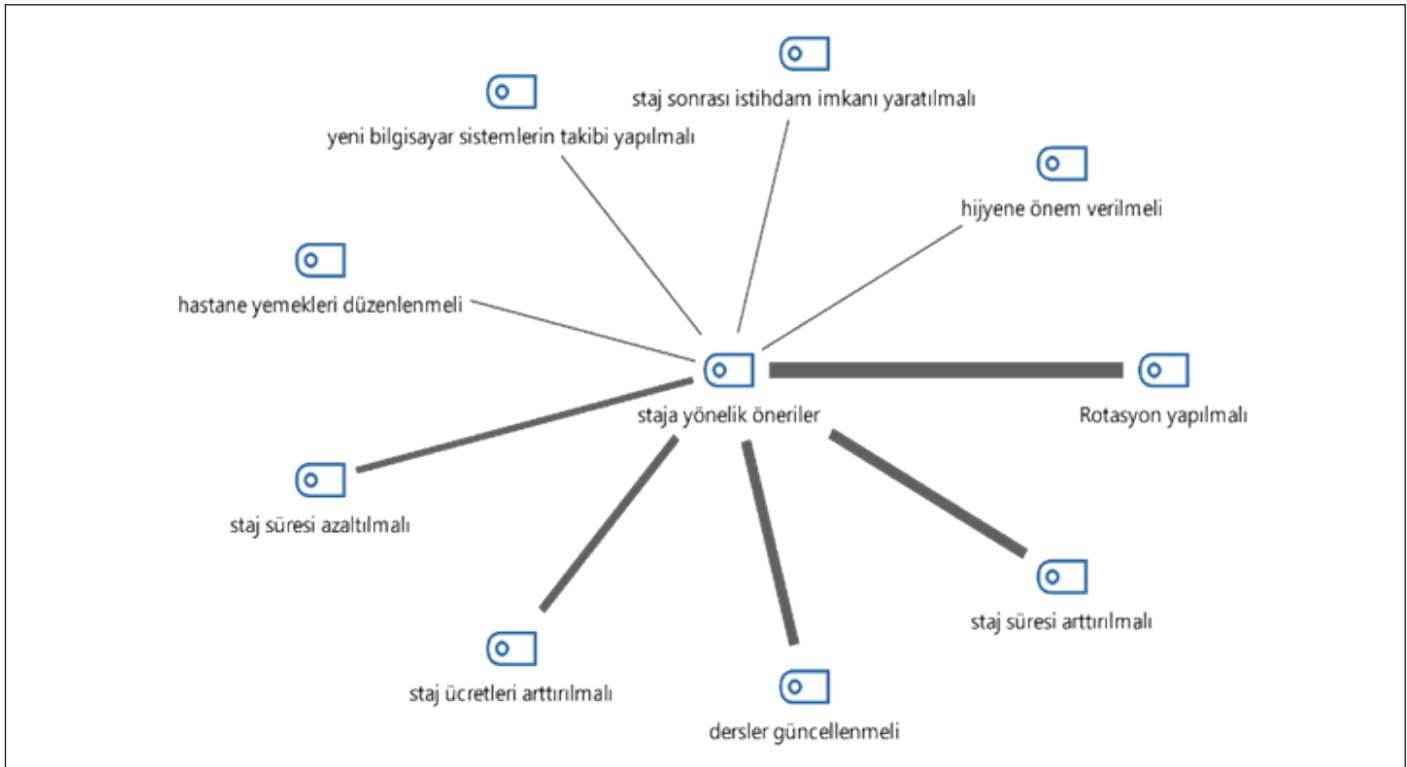 staj sonrası istihdam imkanı yaratılmalı
yeni bilgisayar sistemlerin takibi yapılmalı
hijyene önem verilmeli
hastane yemekleri düzenlenmeli
staja yönelik öneriler
Rotasyon yapılmalı
staj süresi azaltılmalı
staj süresi arttırılmalı
staj ücretleri arttırılmalı
dersler güncellenmeli